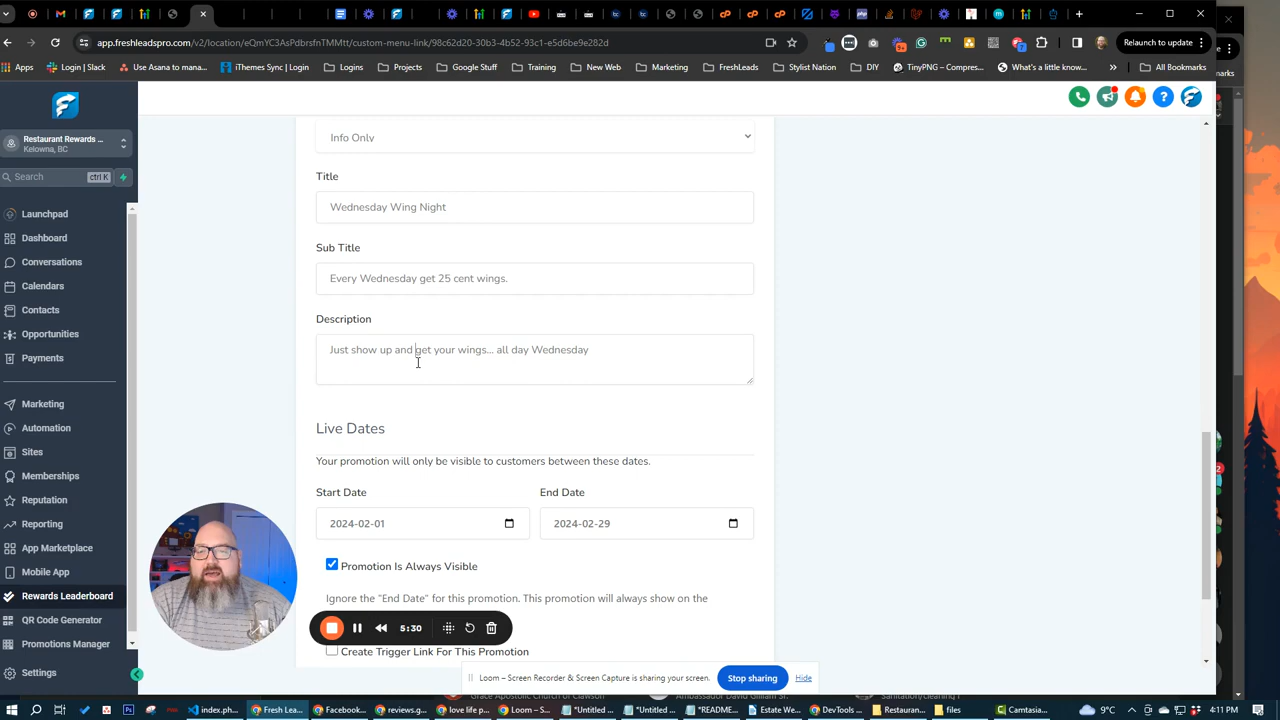 app.freshleadspro.com/v2/location/eQmYC3AsPdbrsfnTMMtt/custom-menu-link/98c62d20-30b3-4b52-93c1-e5d6be9e282d
Relaunch to update
Apps
Login | Slack
Use Asana to mana...
iThemes Sync | Login
Logins
Projects
Google Stuff
Training
New Web
Marketing
FreshLeads
Stylist Nation
DIY
TinyPNG – Compres...
What's a little know...
All Bookmarks
Restaurant Rewards ...
Kelowna, BC
Search
ctrl K
Launchpad
Dashboard
Conversations
Calendars
Contacts
Opportunities
Payments
Marketing
Automation
Sites
Memberships
Reputation
Reporting
App Marketplace
Mobile App
Rewards Leaderboard
QR Code Generator
Promotions Manager
Settings
Info Only
Title
Wednesday Wing Night
Sub Title
Every Wednesday get 25 cent wings.
Description
Just show up and get your wings... all day Wednesday
Live Dates
Your promotion will only be visible to customers between these dates.
Start Date
End Date
2024-02-01
2024-02-29
Promotion Is Always Visible
Ignore the "End Date" for this promotion. This promotion will always show on the
5:30
Create Trigger Link For This Promotion
Loom – Screen Recorder & Screen Capture is sharing your screen.
Stop sharing
Hide
index.ph...
Fresh Lea...
Faceboo...
reviews.g...
love life p...
Loom – S...
*Untitled ...
*Untitled ...
*README...
Estate We...
DevTools ...
Restauran...
files
Camtasia...
9°C
4:11 PM